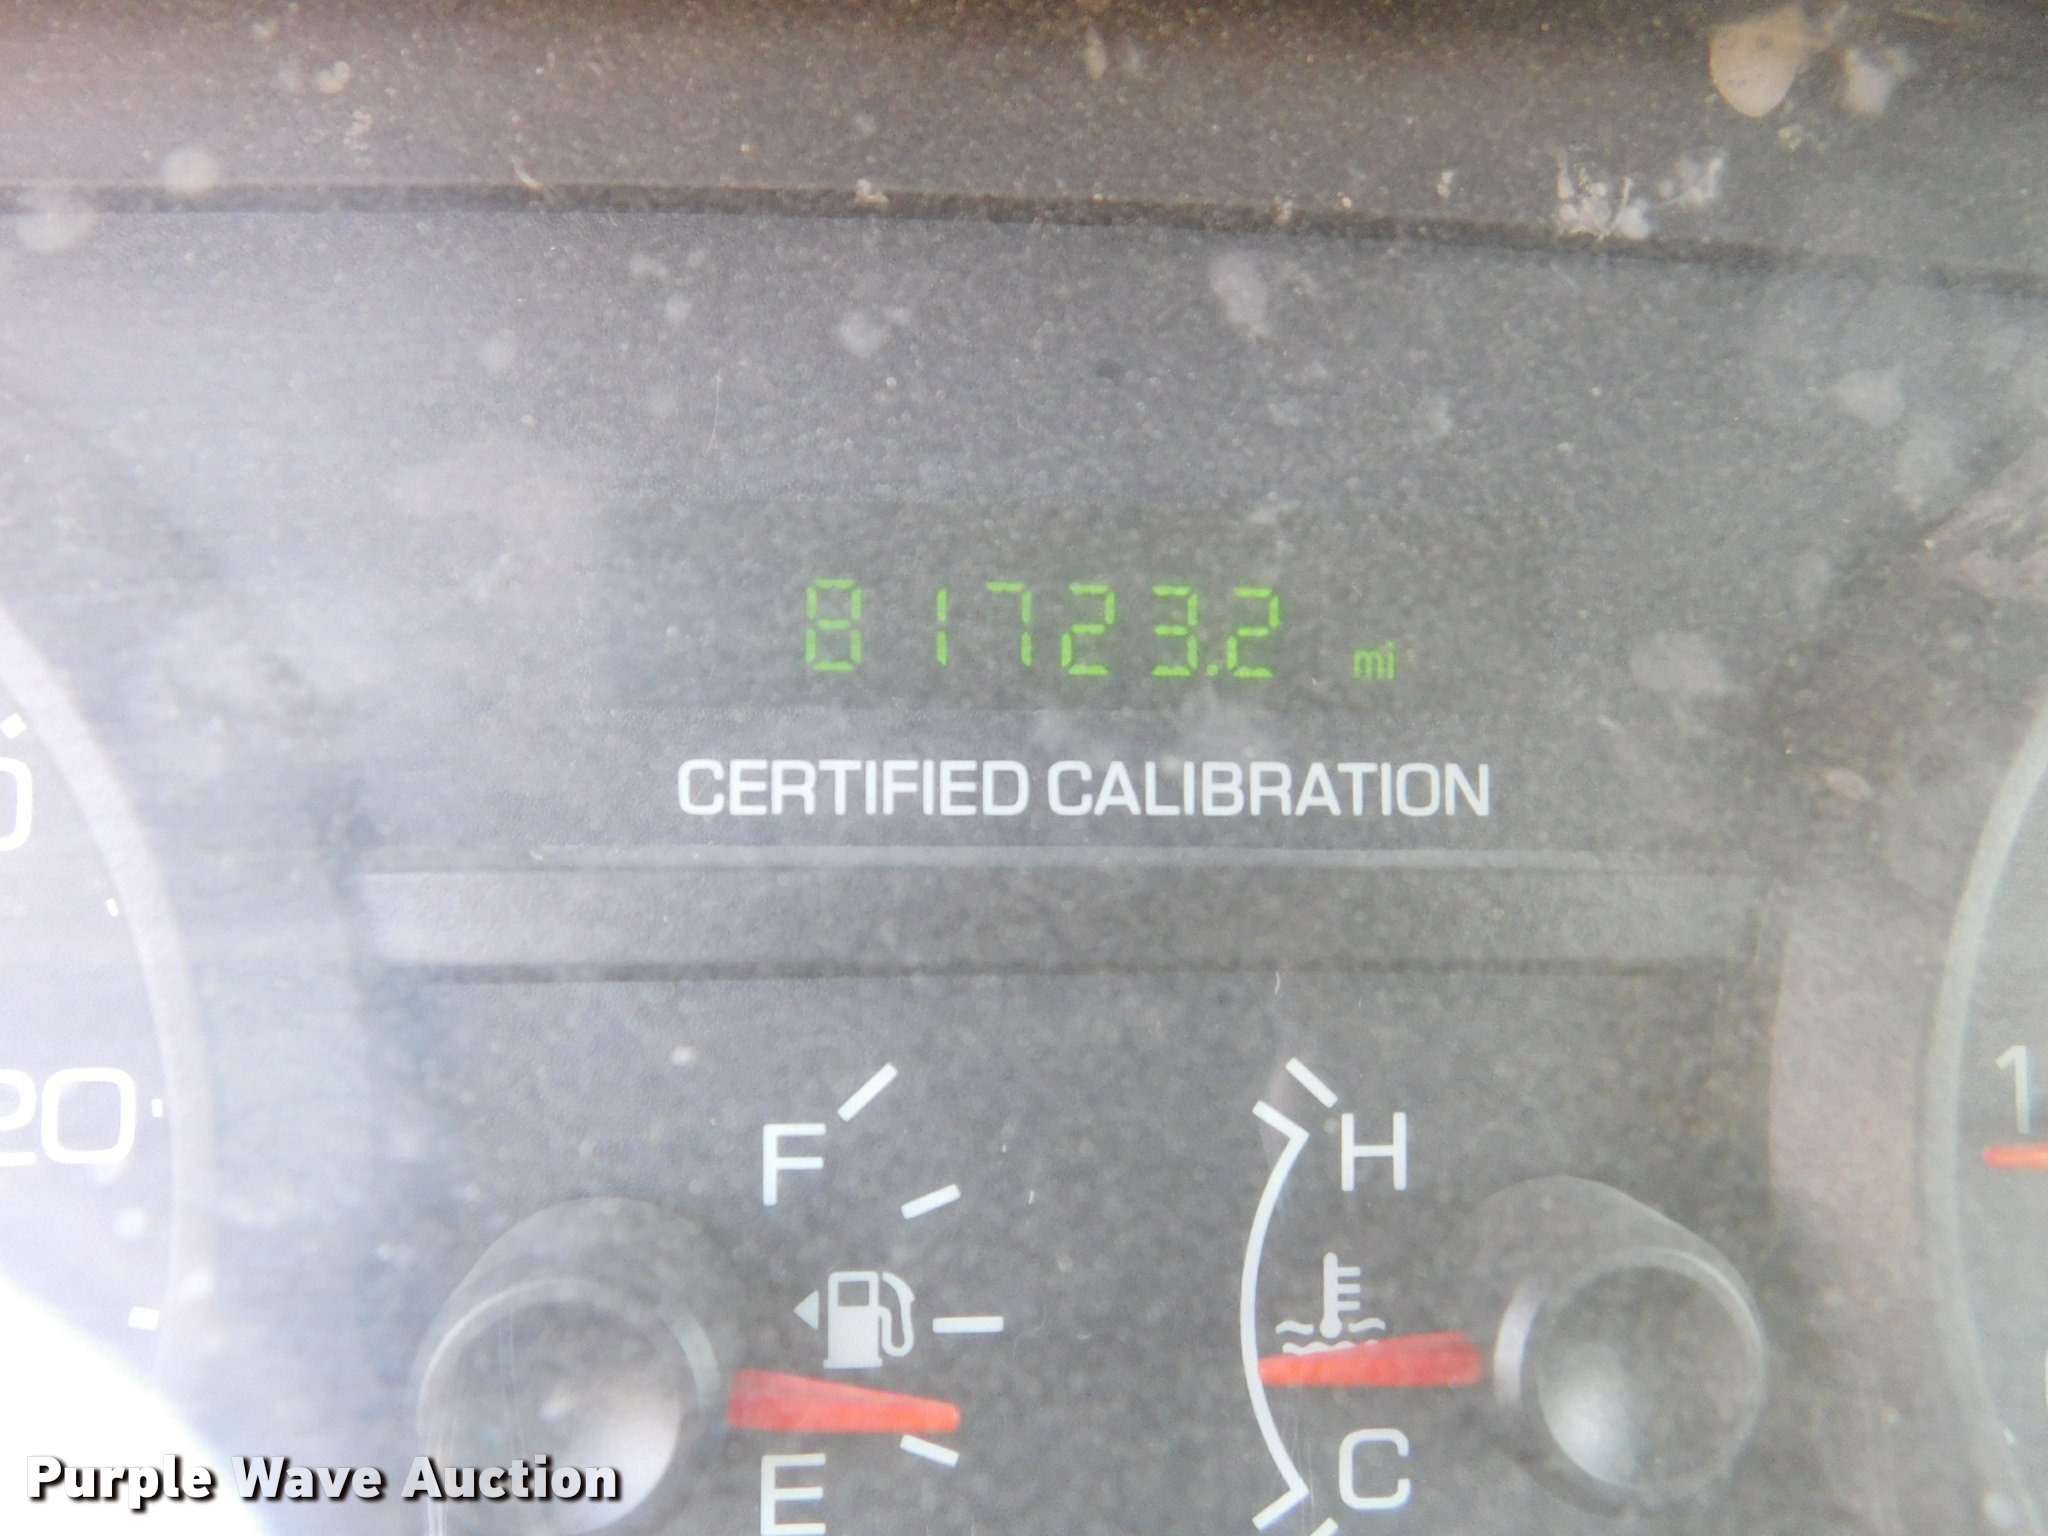 81723.2 mi
CERTIFIED CALIBRATION
20
F
H
E
C
Purple Wave Auction